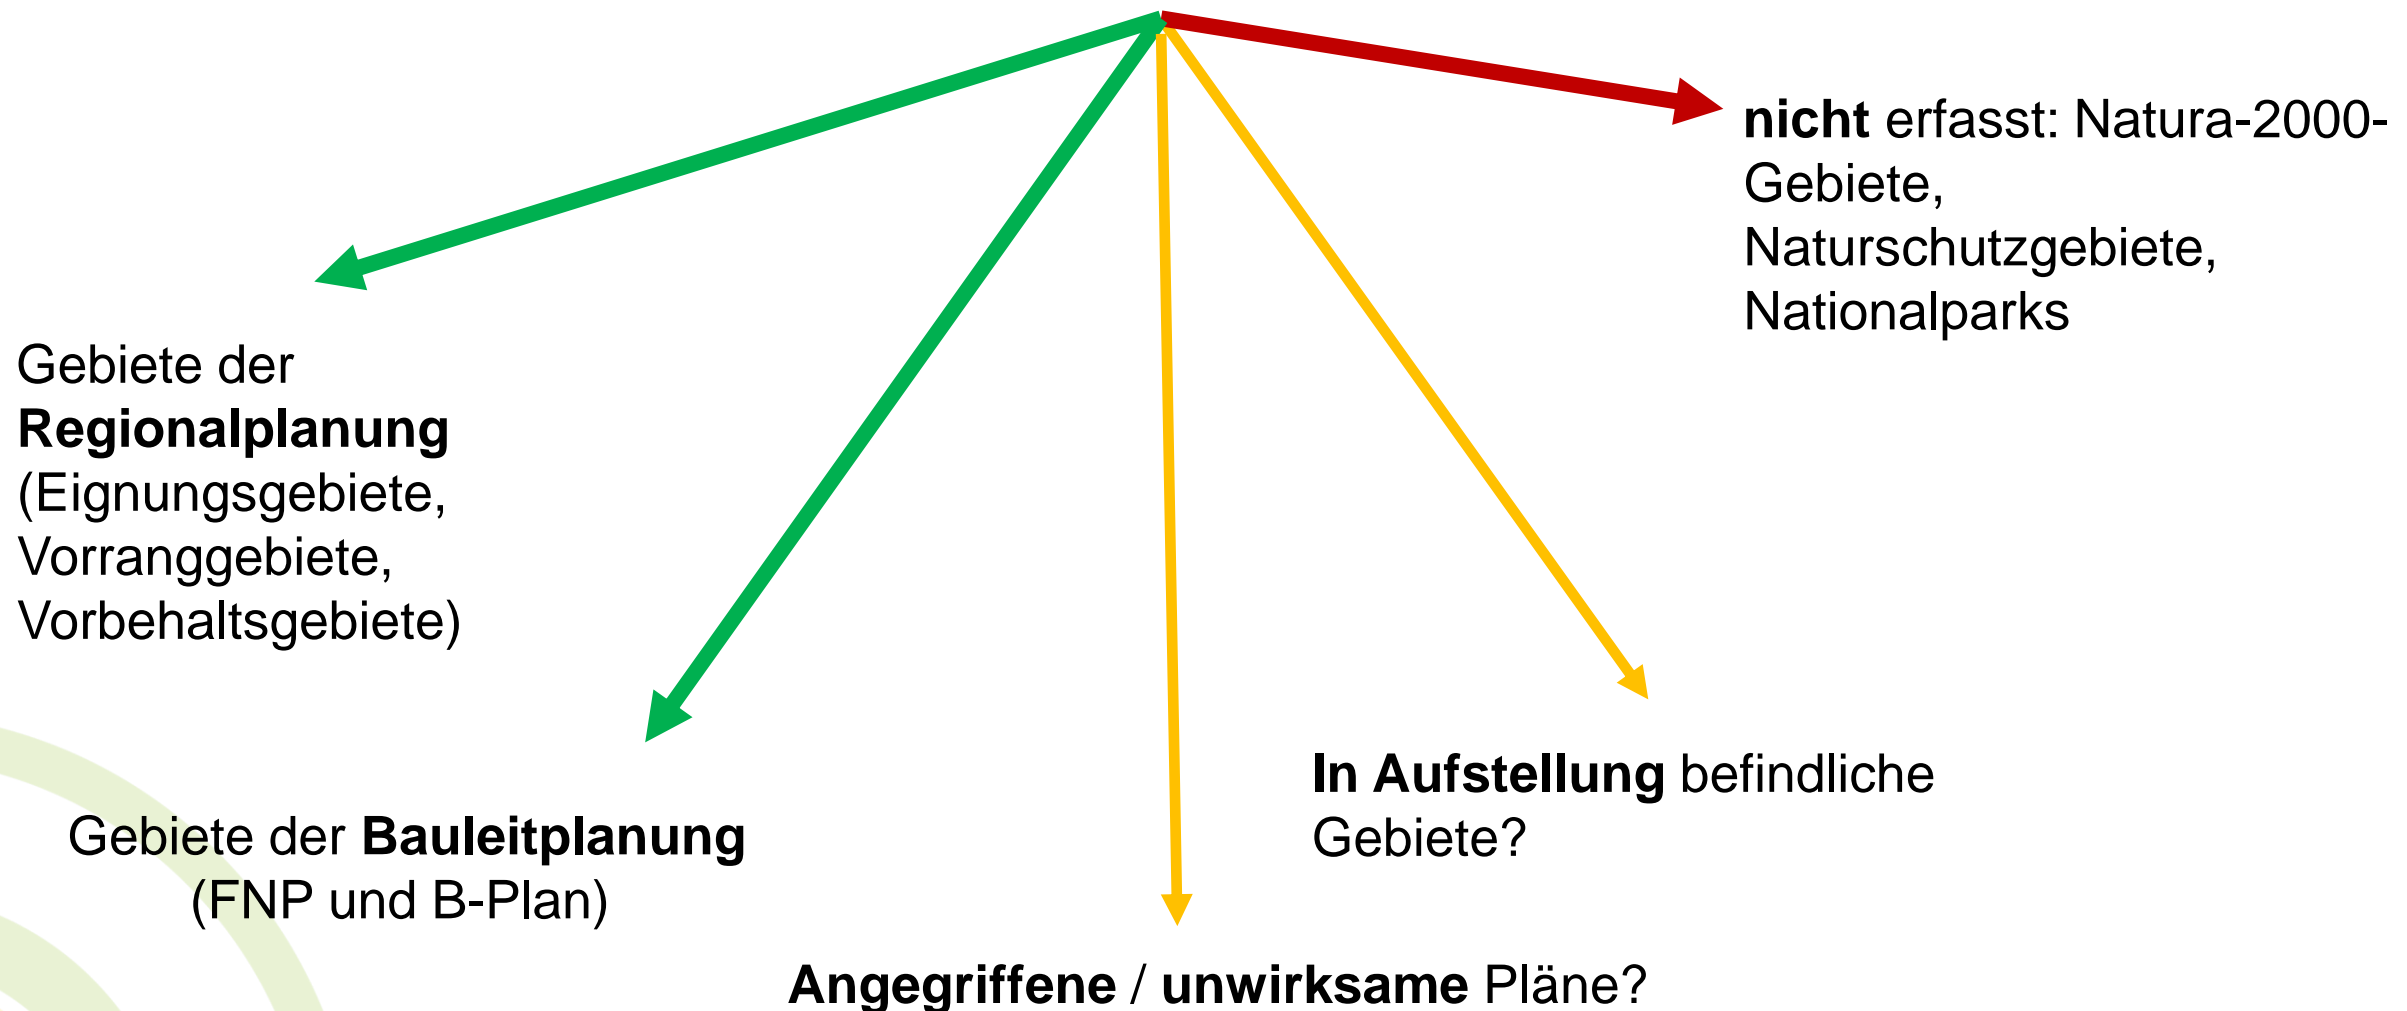 nicht erfasst: Natura-2000-
Gebiete,
Naturschutzgebiete,
Nationalparks
Gebiete der
Regionalplanung
(Eignungsgebiete,
Vorranggebiete,
Vorbehaltsgebiete)
In Aufstellung befindliche
Gebiete?
Gebiete der Bauleitplanung
(FNP und B-Plan)
Angegriffene / unwirksame Pläne?